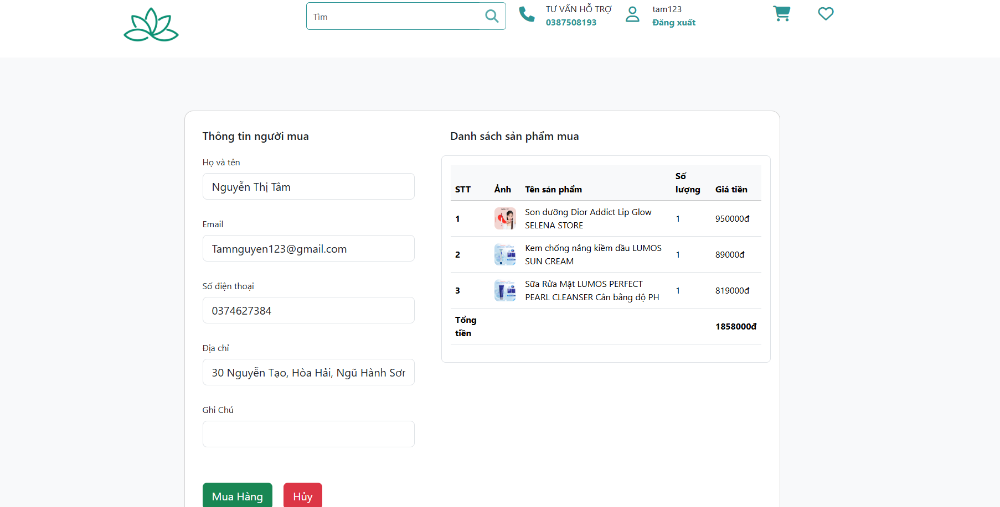 Tìm
TƯ VẤN HỖ TRỢ
0387508193
tam123
Đăng xuất
Thông tin người mua
Họ và tên
Nguyễn Thị Tâm
Email
Tamnguyen123@gmail.com
Số điện thoại
0374627384
Địa chỉ
30 Nguyễn Tạo, Hòa Hải, Ngũ Hành Sơn
Ghi Chú
Mua Hàng
Hủy
Danh sách sản phẩm mua
STT Ảnh Tên sản phẩm Số lượng Giá tiền
1 Son dưỡng Dior Addict Lip Glow SELENA STORE 1 950000đ
2 Kem chống nắng kiềm dầu LUMOS SUN CREAM 1 89000đ
3 Sữa Rửa Mặt LUMOS PERFECT PEARL CLEANSER Cân bằng độ PH 1 819000đ
Tổng tiền 1858000đ